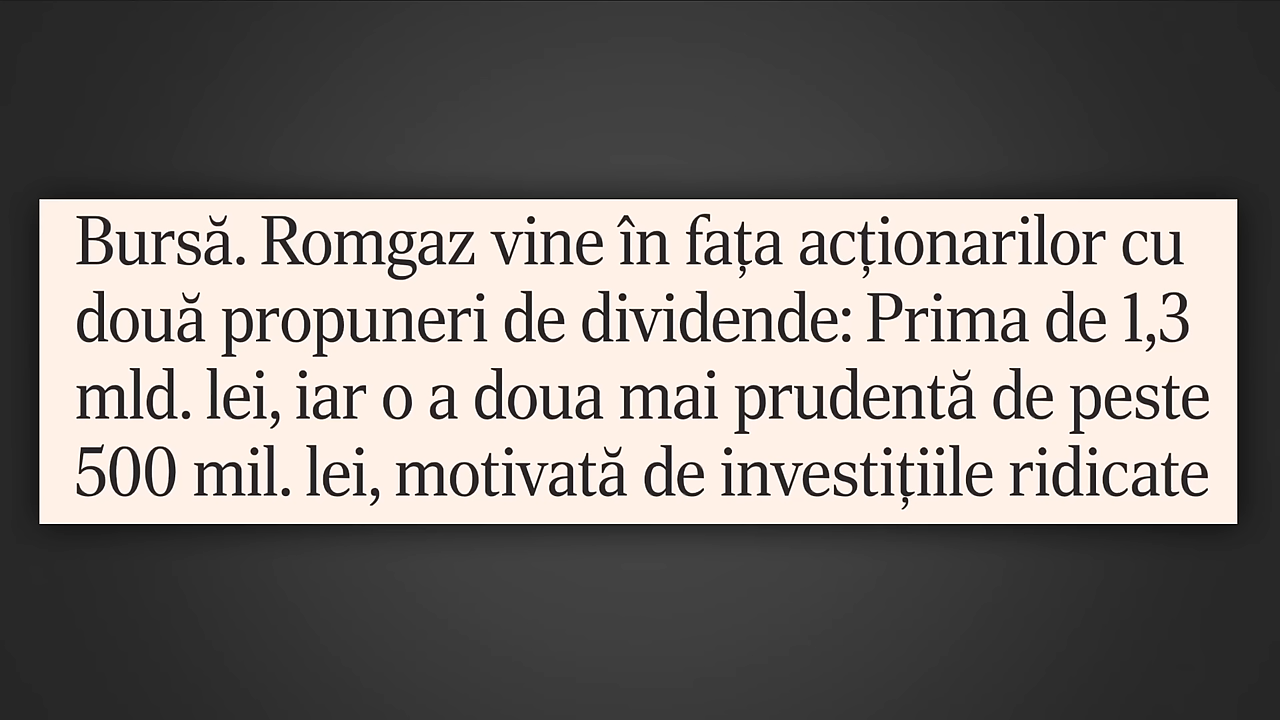 Bursă. Romgaz vine în fața acționarilor cu
două propuneri de dividende: Prima de 1,3
mld. lei, iar o a doua mai prudentă de peste
500 mil. lei, motivată de investițiile ridicate